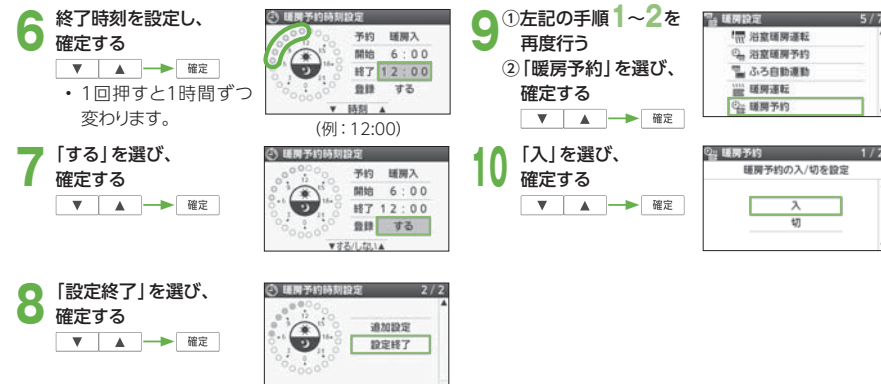 6 終了時刻を設定し、
確定する
▼ ▲ → 確定
・1回押すと1時間ずつ
変わります。
暖房予約時刻設定
予約 暖房入
開始 6:00
終了 12:00
登録 する
▼ 時刻 ▲
(例:12:00)
7 「する」を選び、
確定する
▼ ▲ → 確定
暖房予約時刻設定
予約 暖房入
開始 6:00
終了 12:00
登録 する
▼する/しない▲
8 「設定終了」を選び、
確定する
▼ ▲ → 確定
暖房予約時刻設定 2/2
追加設定
設定終了
9 ①左記の手順1~2を
再度行う
②「暖房予約」を選び、
確定する
▼ ▲ → 確定
暖房設定 5/7
浴室暖房運転
浴室暖房予約
ふろ自動連動
暖房運転
暖房予約
10 「入」を選び、
確定する
▼ ▲ → 確定
暖房予約 1/2
暖房予約の入/切を設定
入
切